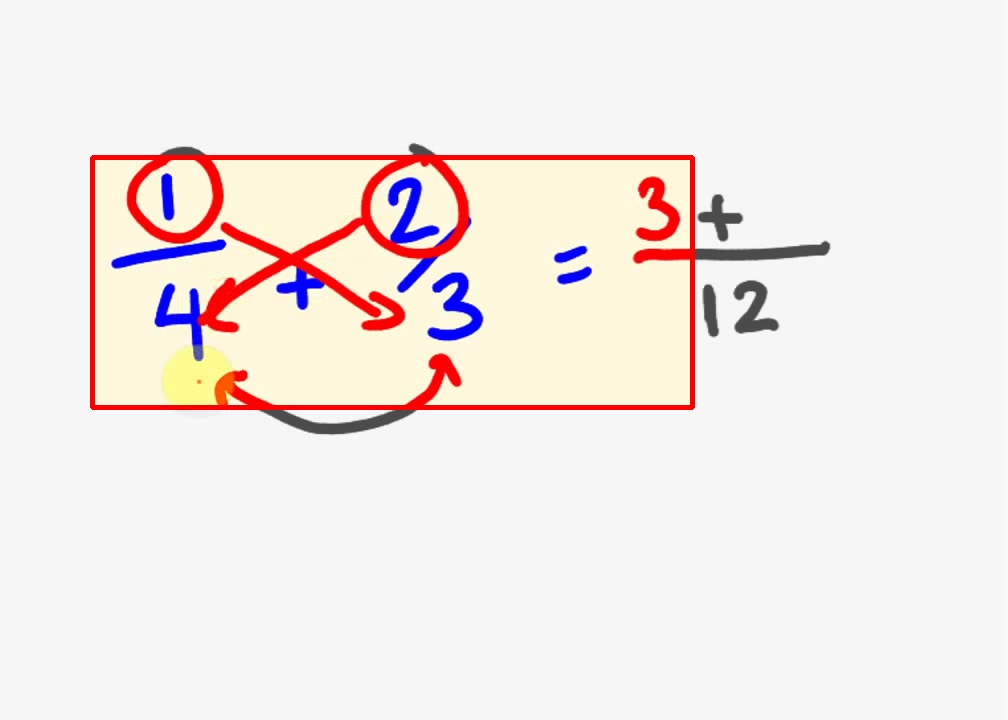 1/4 + 2/3 = 3 + /12